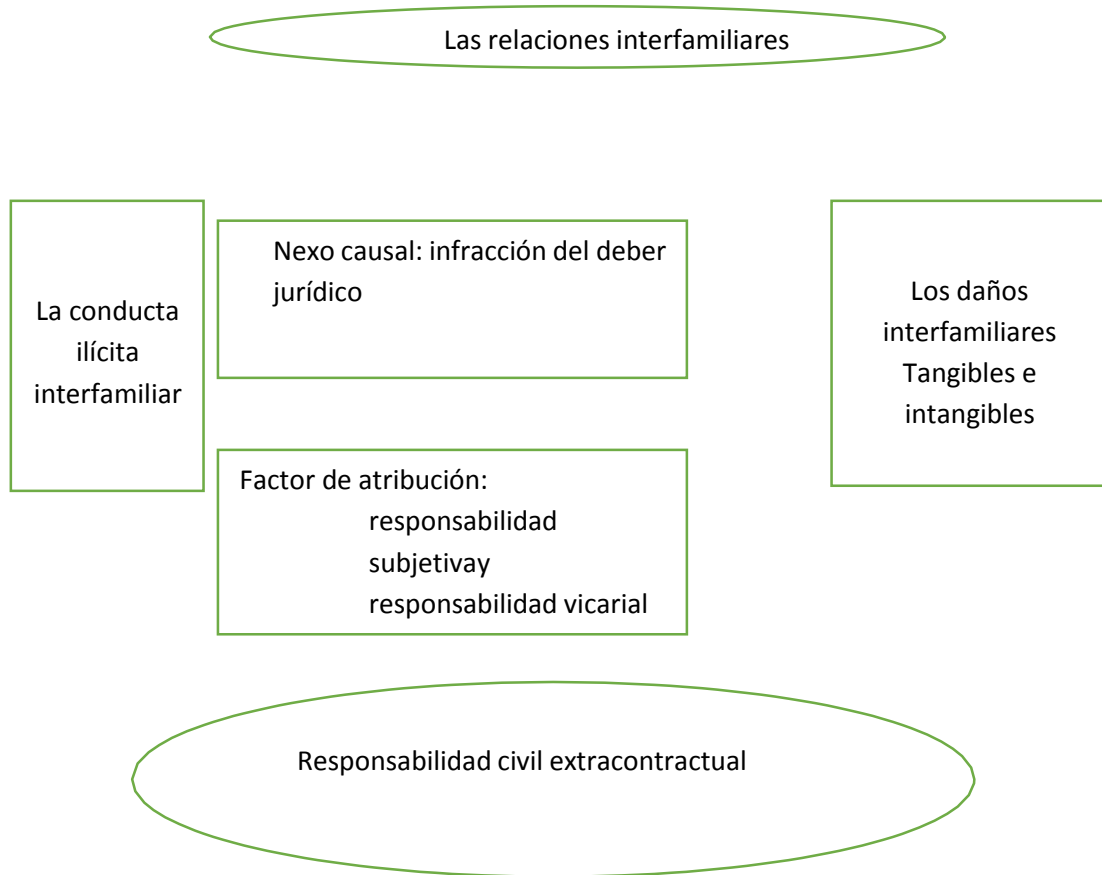 Las relaciones interfamiliares
La conducta
ilícita
interfamiliar
Nexo causal: infracción del deber
jurídico
Factor de atribución:
responsabilidad
subjetivay
responsabilidad vicarial
Los daños
interfamiliares
Tangibles e
intangibles
Responsabilidad civil extracontractual